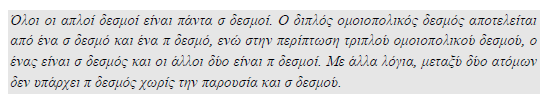 Όλοι οι απλοί δεσμοί είναι πάντα σ δεσμοί. Ο διπλός ομοιοπολικός δεσμός αποτελείται
από ένα σ δεσμό και ένα π δεσμό, ενώ στην περίπτωση τριπλού ομοιοπολικού δεσμού, ο
ένας είναι σ δεσμός και οι άλλοι δύο είναι π δεσμοί. Με άλλα λόγια, μεταξύ δύο ατόμων
δεν υπάρχει π δεσμός χωρίς την παρουσία και σ δεσμού.